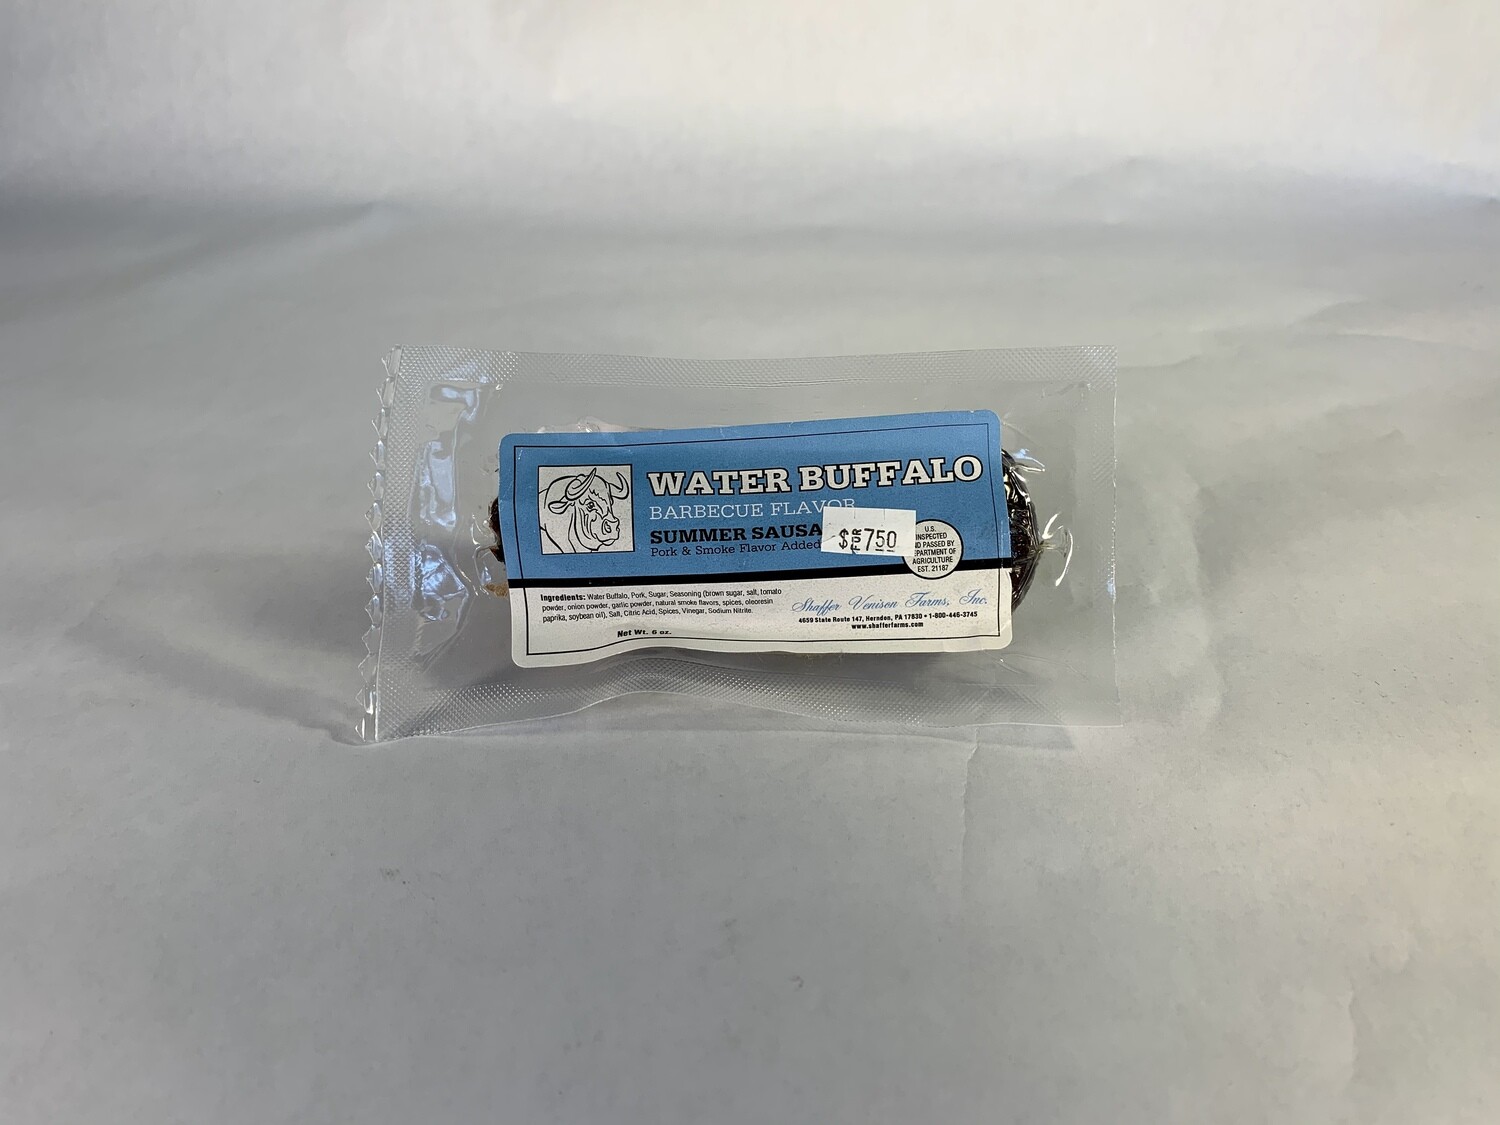 WATER BUFFALO
BARBECUE FLAVOR
SUMMER SAUSA
Pork & Smoke Flavor Added
$ FOR 7.50
U.S.
INSPECTED
ND PASSED BY
EPARTMENT OF
AGRICULTURE
EST. 21187
Ingredients: Water Buffalo, Pork, Sugar, Seasoning (brown sugar, salt, tomato
powder, onion powder, garlic powder, natural smoke flavors, spices, oleoresin
paprika, soybean oil), Salt, Citric Acid, Spices, Vinegar, Sodium Nitrite.
Net Wt. 6 oz.
Shaffer Venison Farms, Inc.
4659 State Route 147, Herndon, PA 17830 • 1-800-446-3745
www.shafferfarms.com